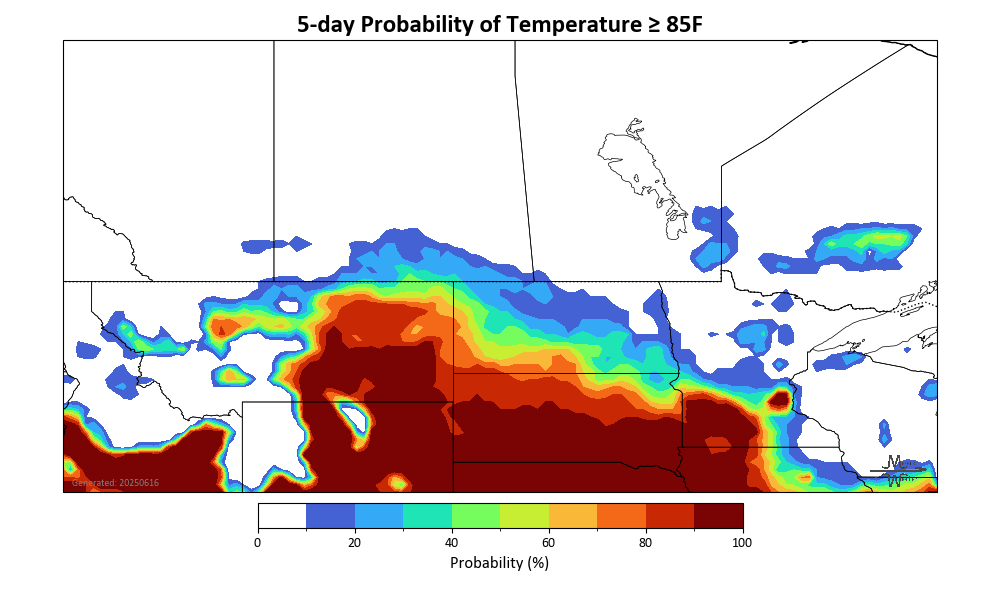 5-day Probability of Temperature ≥ 85F
Generated: 20250616
0 20 40 60 80 100
Probability (%)